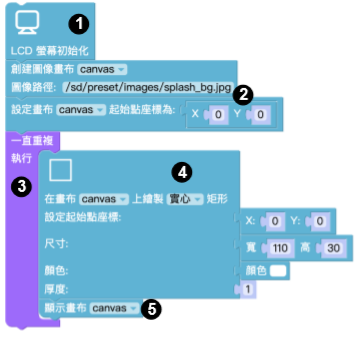 1
LCD 螢幕初始化
創建圖像畫布 canvas
圖像路徑: /sd/preset/images/splash_bg.jpg
2
設定畫布 canvas 起始點座標為: X 0 Y 0
一直重複
執行
3
4
在畫布 canvas 上繪製 實心 矩形
設定起始點座標: X: 0 Y: 0
尺寸: 寬 110 高 30
顏色: 顏色
厚度: 1
顯示畫布 canvas 5